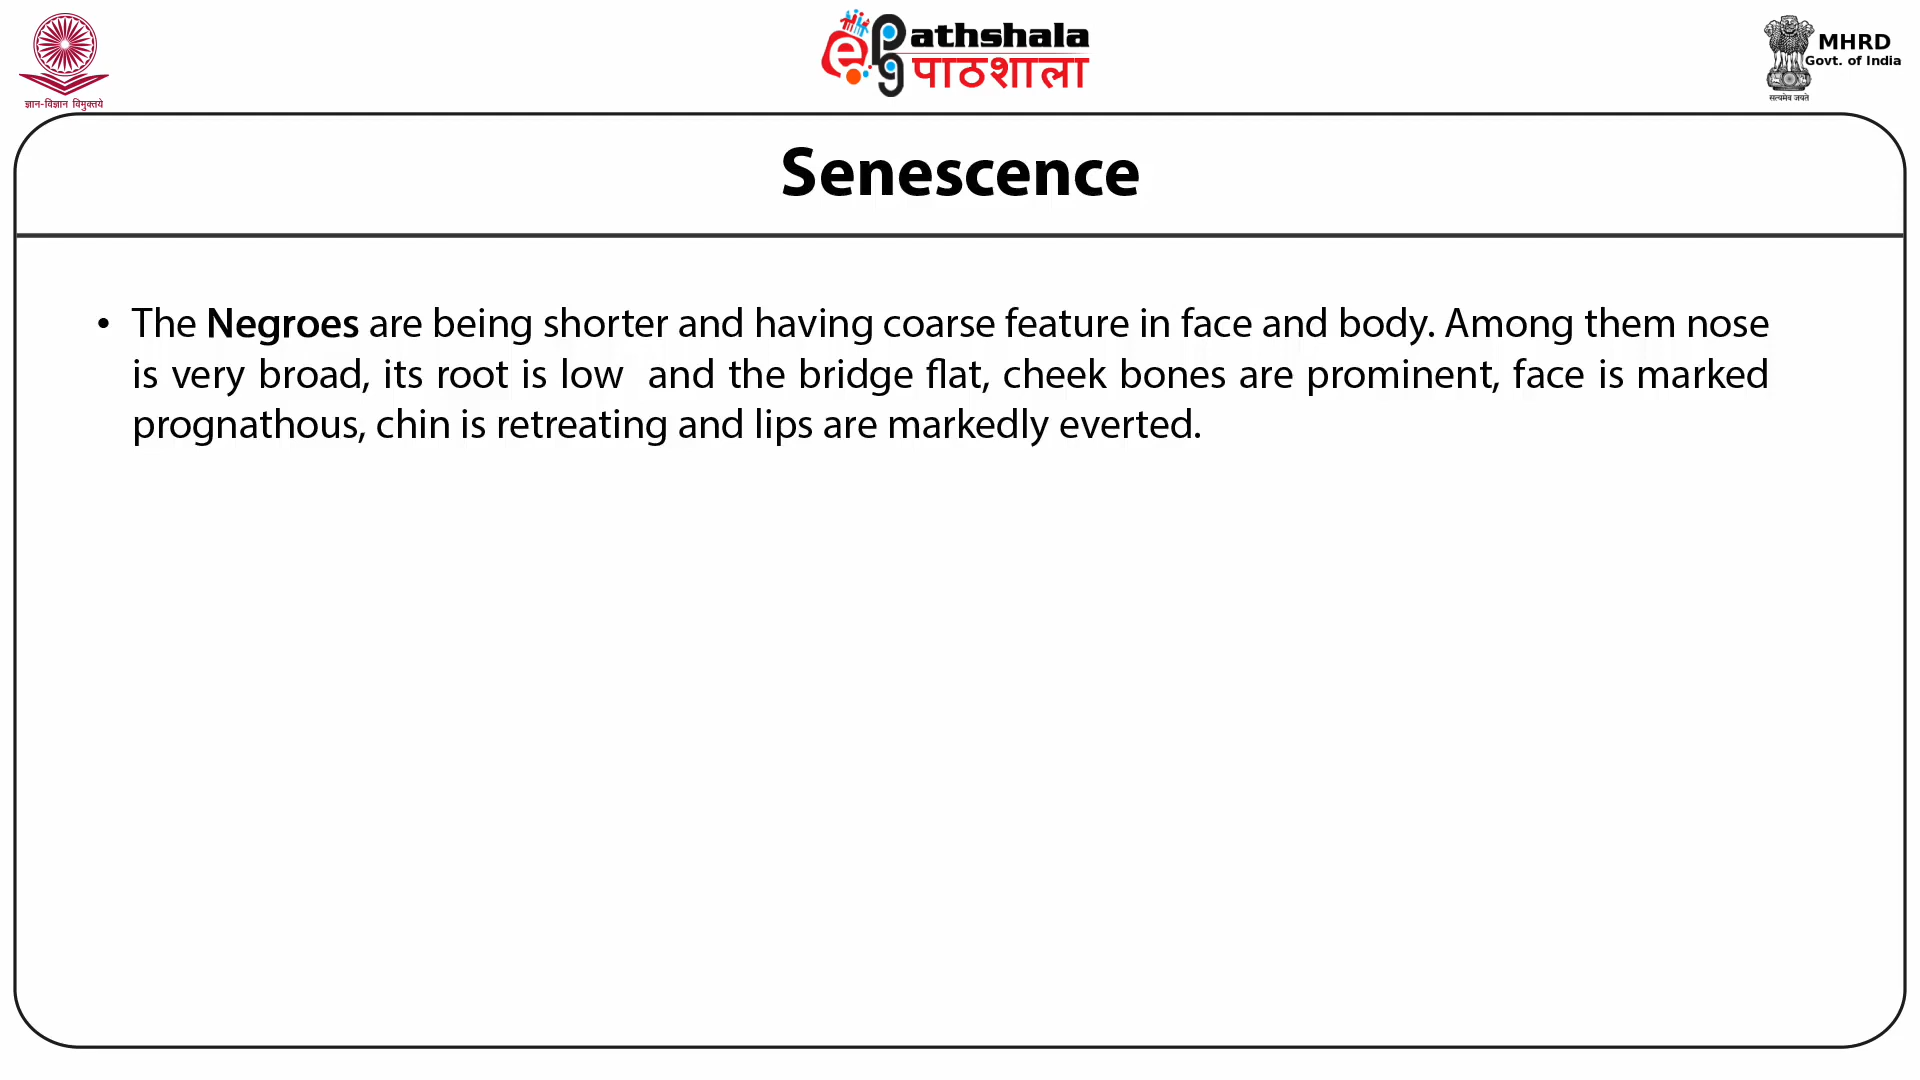 ज्ञान-विज्ञान विमुक्तये
ePathshala
पाठशाला
सत्यमेव जयते
MHRD
Govt. of India
Senescence
• The Negroes are being shorter and having coarse feature in face and body. Among them nose
is very broad, its root is low and the bridge flat, cheek bones are prominent, face is marked
prognathous, chin is retreating and lips are markedly everted.